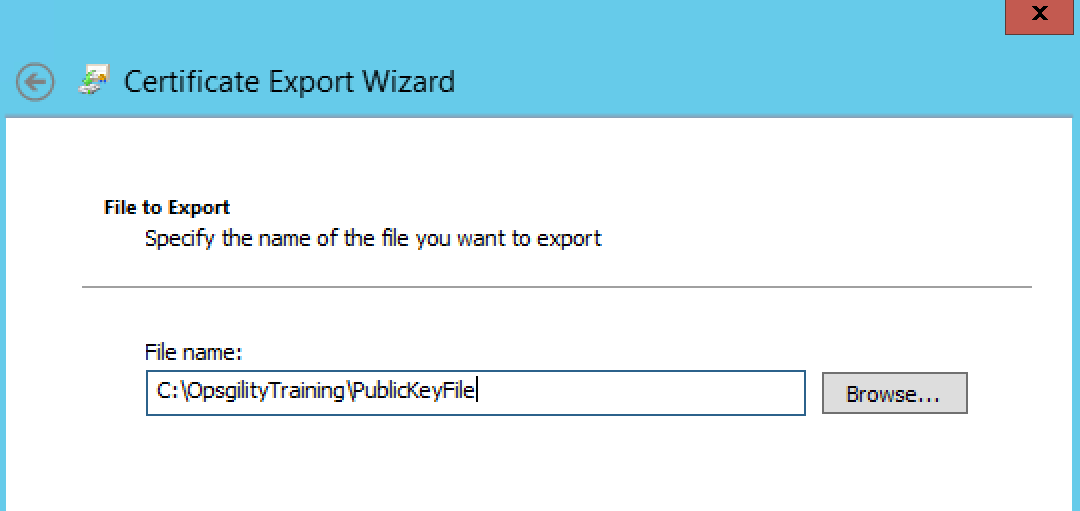 x
Certificate Export Wizard
File to Export
Specify the name of the file you want to export
File name:
C:\OpsgilityTraining\PublicKeyFile
Browse...